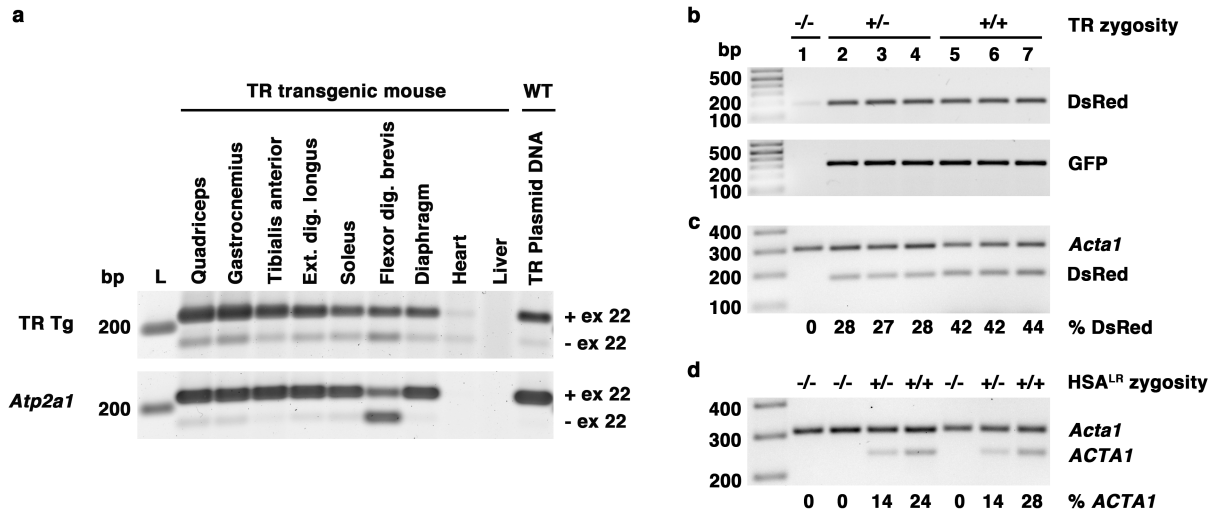 a
TR transgenic mouse
WT
bp
L
Quadriceps
Gastrocnemius
Tibialis anterior
Ext. dig. longus
Soleus
Flexor dig. brevis
Diaphragm
Heart
Liver
TR Plasmid DNA
TR Tg
200
+ ex 22
- ex 22
Atp2a1
200
+ ex 22
- ex 22
b
-/- +/- +/+ TR zygosity
bp 1 2 3 4 5 6 7
500
200
100
DsRed
500
200
100
GFP
c
400
300
200
100
Acta1
DsRed
0 28 27 28 42 42 44 % DsRed
d
-/- -/- +/- +/+ -/- +/- +/+ HSALR zygosity
400
300
200
Acta1
ACTA1
0 0 14 24 0 14 28 % ACTA1